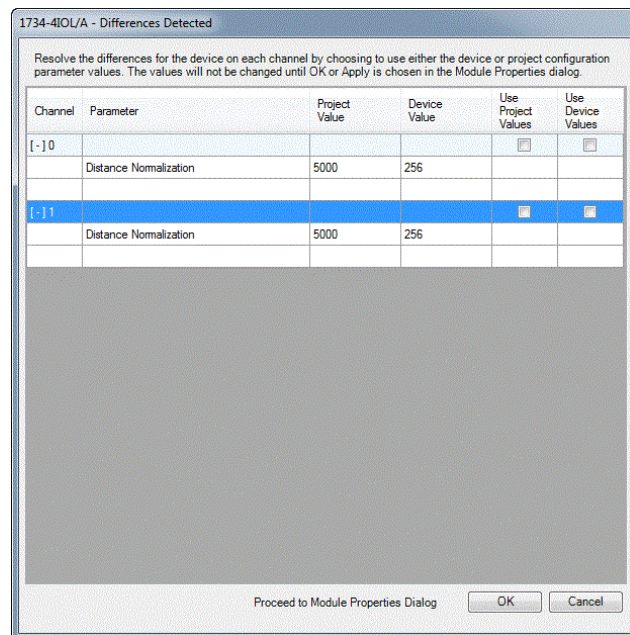 1734-4IOL/A - Differences Detected
Resolve the differences for the device on each channel by choosing to use either the device or project configuration
parameter values. The values will not be changed until OK or Apply is chosen in the Module Properties dialog.
Channel Parameter Project Value Device Value Use Project Values Use Device Values
[-] 0
Distance Normalization 5000 256
[-] 1
Distance Normalization 5000 256
Proceed to Module Properties Dialog OK Cancel